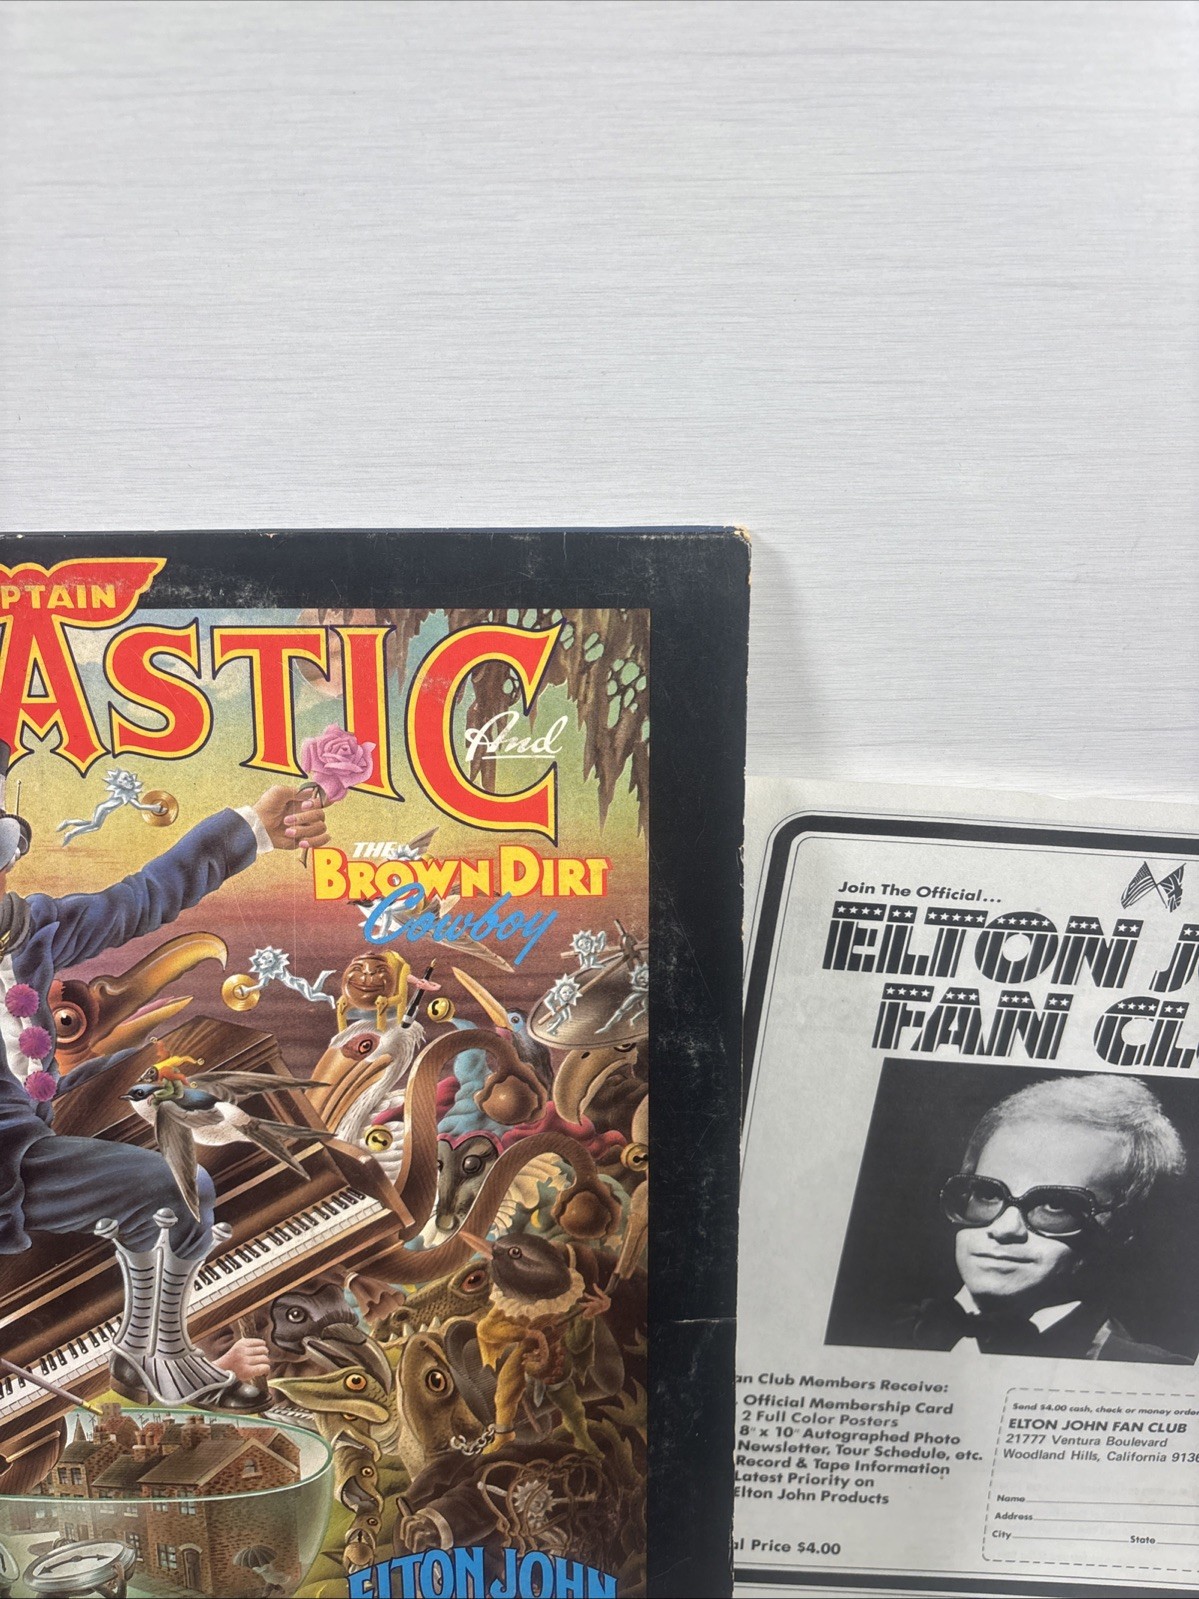 PTAIN
ASTIC
And
THE
BROWN DIRT
Cowboy
ELTON JOHN
Join The Official...
ELTON J
FAN CL
an Club Members Receive:
Official Membership Card
2 Full Color Posters
8" x 10" Autographed Photo
Newsletter, Tour Schedule, etc.
Record & Tape Information
Latest Priority on
Elton John Products
al Price $4.00
Send $4.00 cash, check or money order
ELTON JOHN FAN CLUB
21777 Ventura Boulevard
Woodland Hills, California 9136
Name
Address
City State